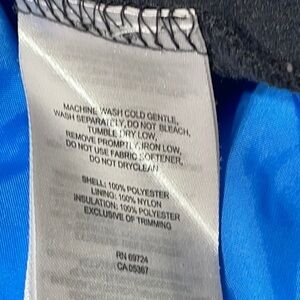 MACHINE WASH COLD GENTLE,
WASH SEPARATELY, DO NOT BLEACH,
TUMBLE DRY LOW,
REMOVE PROMPTLY, IRON LOW,
DO NOT USE FABRIC SOFTENER,
DO NOT DRYCLEAN
SHELL: 100% POLYESTER
LINING: 100% NYLON
INSULATION: 100% POLYESTER
EXCLUSIVE OF TRIMMING
RN 69724
CA 05367